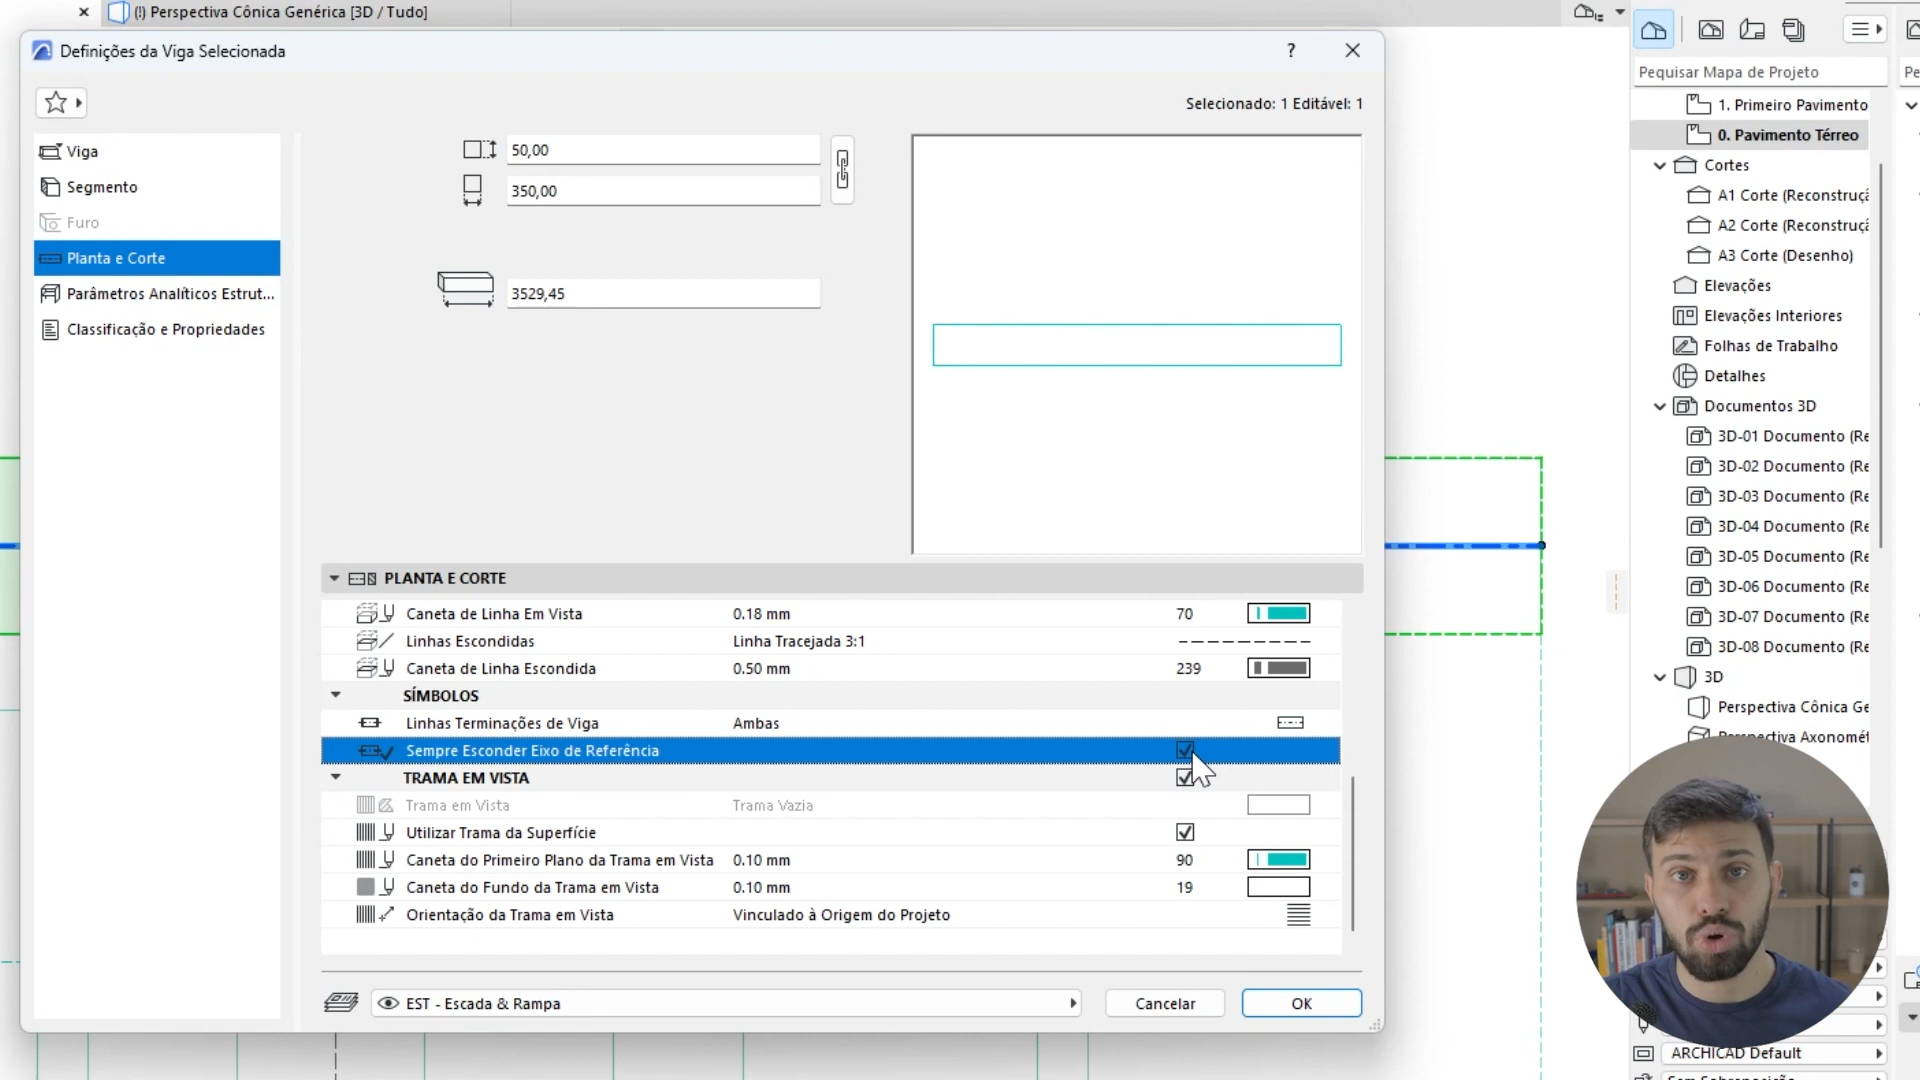 (!) Perspectiva Cônica Genérica [3D / Tudo]
Definições da Viga Selecionada
?
Selecionado: 1 Editável: 1
Viga
Segmento
Furo
Planta e Corte
Parâmetros Analíticos Estrut...
Classificação e Propriedades
50,00
350,00
3529,45
PLANTA E CORTE
Caneta de Linha Em Vista 0.18 mm 70
Linhas Escondidas Linha Tracejada 3:1
Caneta de Linha Escondida 0.50 mm 239
SÍMBOLOS
Linhas Terminações de Viga Ambas
Sempre Esconder Eixo de Referência
TRAMA EM VISTA
Trama em Vista Trama Vazia
Utilizar Trama da Superfície
Caneta do Primeiro Plano da Trama em Vista 0.10 mm 90
Caneta do Fundo da Trama em Vista 0.10 mm 19
Orientação da Trama em Vista Vinculado à Origem do Projeto
EST - Escada & Rampa
Cancelar
OK
Pesquisar Mapa de Projeto
Pe
1. Primeiro Pavimento
0. Pavimento Térreo
Cortes
A1 Corte (Reconstruçã
A2 Corte (Reconstruçã
A3 Corte (Desenho)
Elevações
Elevações Interiores
Folhas de Trabalho
Detalhes
Documentos 3D
3D-01 Documento (Re
3D-02 Documento (Re
3D-03 Documento (Re
3D-04 Documento (Re
3D-05 Documento (Re
3D-06 Documento (Re
3D-07 Documento (Re
3D-08 Documento (Re
3D
Perspectiva Cônica Ge
Perspectiva Axonomét
ARCHICAD Default
Sem Sobreposição